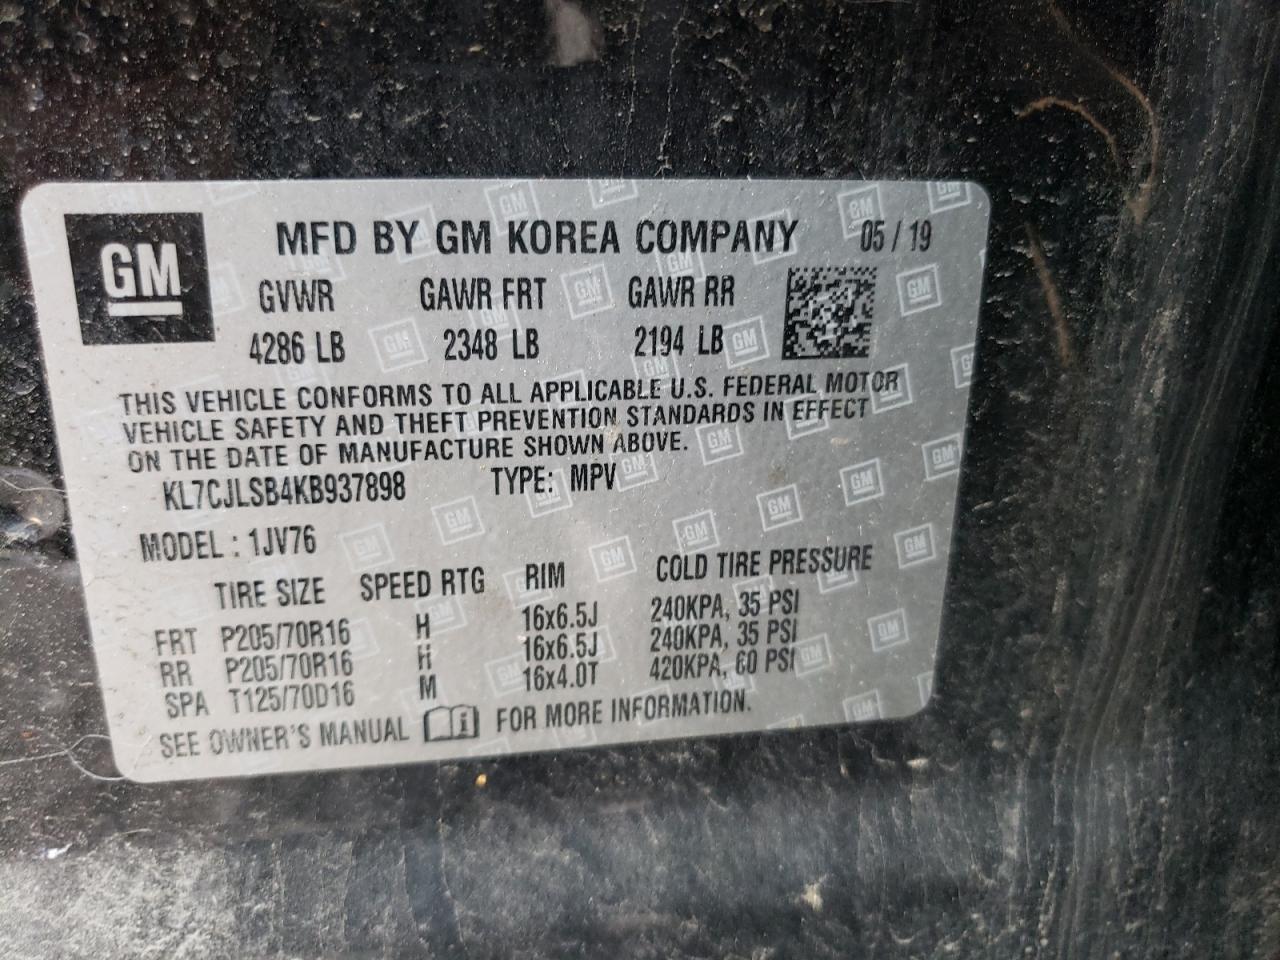 GM MFD BY GM KOREA COMPANY 05 / 19
GVWR GAWR FRT GAWR RR
4286 LB 2348 LB 2194 LB
THIS VEHICLE CONFORMS TO ALL APPLICABLE U.S. FEDERAL MOTOR
VEHICLE SAFETY AND THEFT PREVENTION STANDARDS IN EFFECT
ON THE DATE OF MANUFACTURE SHOWN ABOVE.
KL7CJLSB4KB937898 TYPE: MPV
MODEL : 1JV76
TIRE SIZE SPEED RTG RIM COLD TIRE PRESSURE
FRT P205/70R16 H 16x6.5J 240KPA, 35 PSI
RR P205/70R16 H 16x6.5J 240KPA, 35 PSI
SPA T125/70D16 M 16x4.0T 420KPA, 60 PSI
SEE OWNER'S MANUAL i FOR MORE INFORMATION.